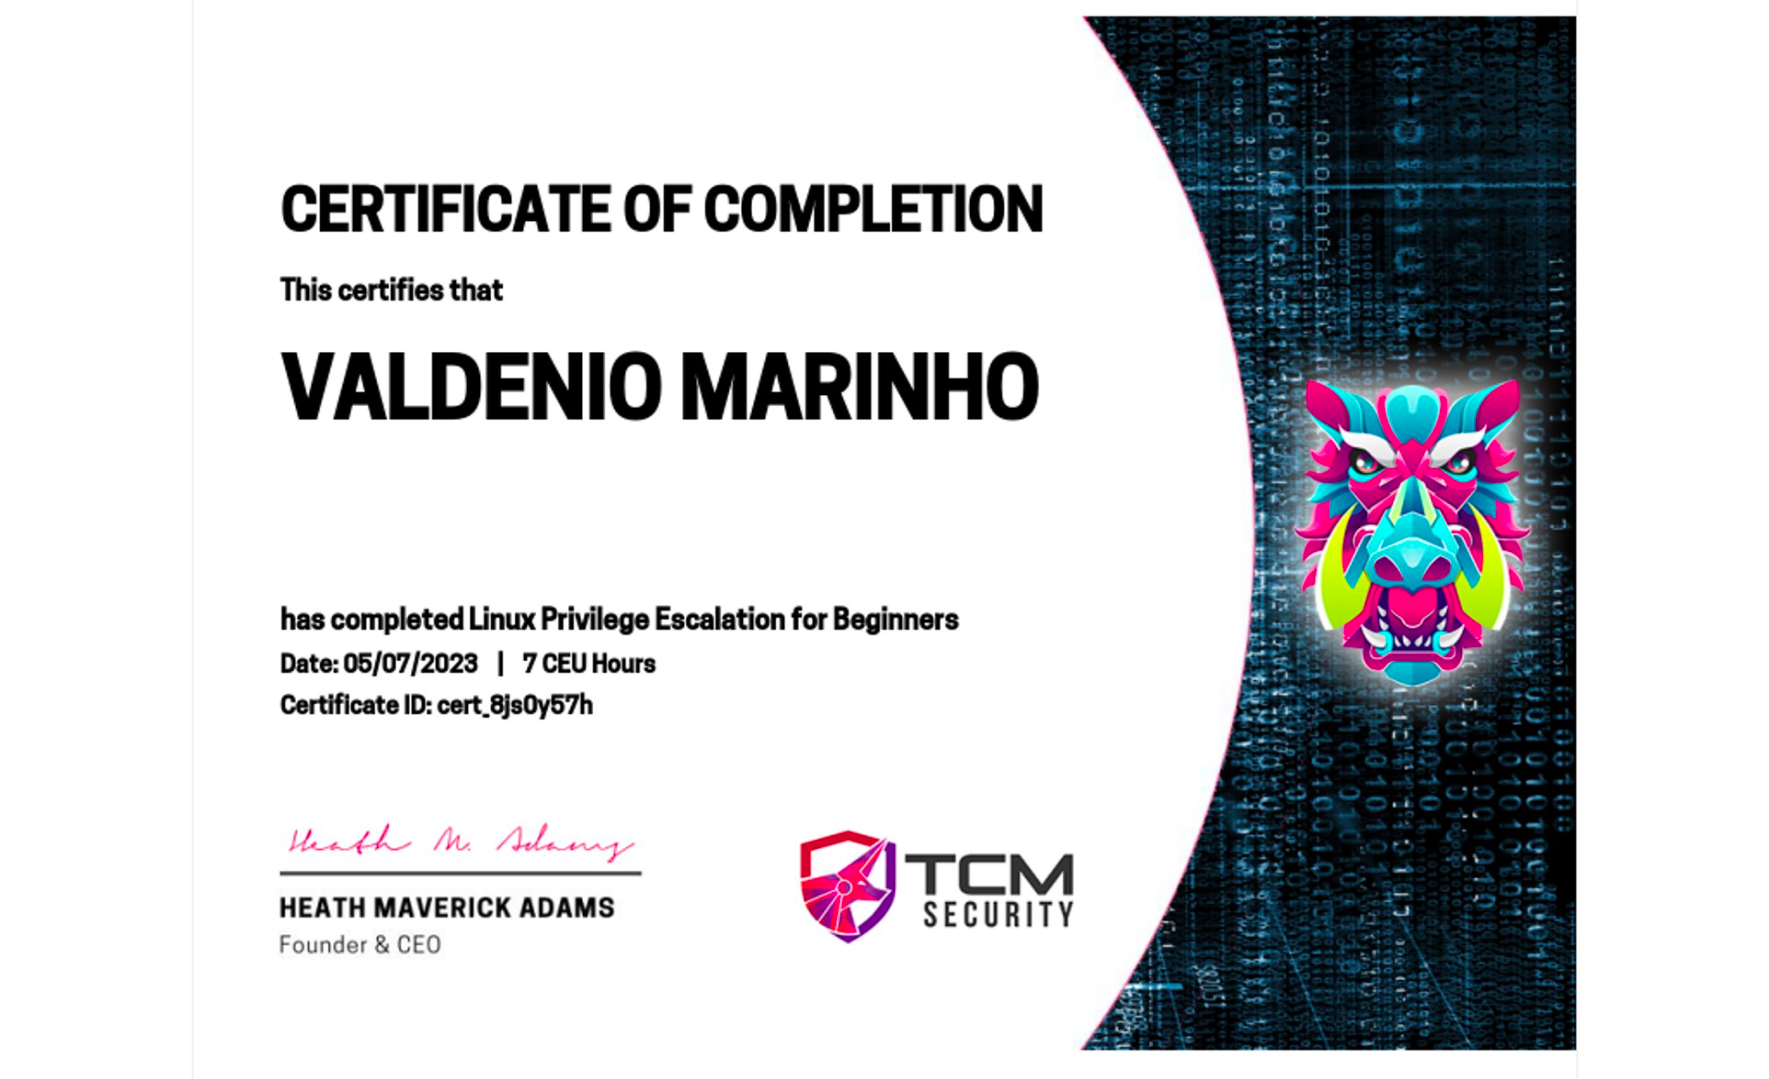 CERTIFICATE OF COMPLETION
This certifies that
VALDENIO MARINHO
has completed Linux Privilege Escalation for Beginners
Date: 05/07/2023 | 7 CEU Hours
Certificate ID: cert_8js0y57h
Heath M. Adams
HEATH MAVERICK ADAMS
Founder & CEO
TCM
SECURITY